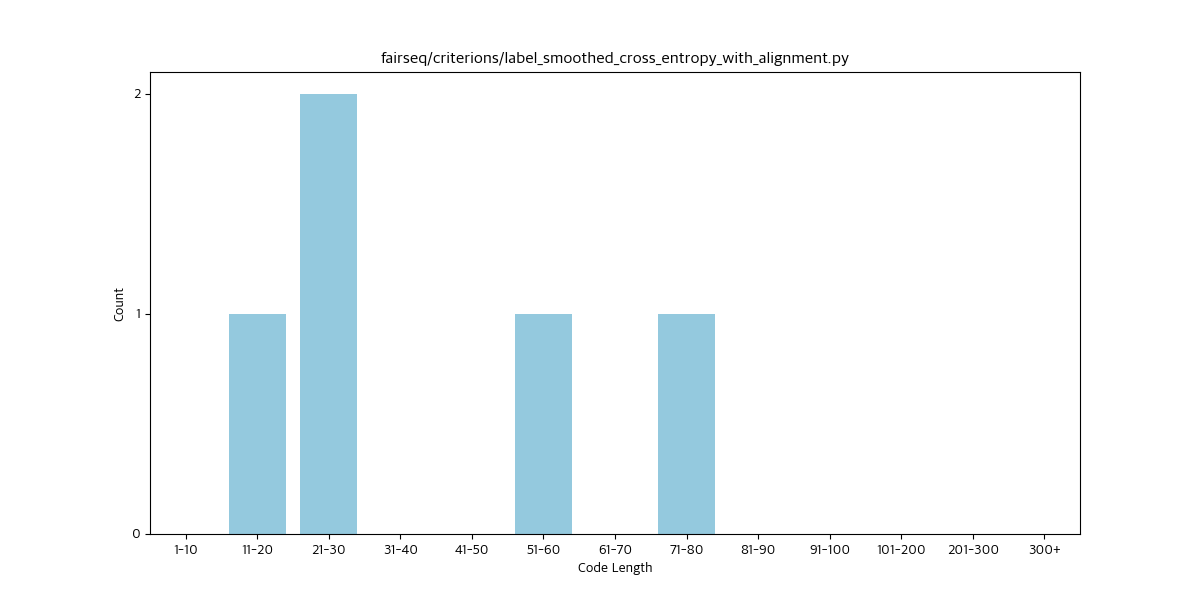 fairseq/criterions/label_smoothed_cross_entropy_with_alignment.py
2
1
0
Count
1-10 11-20 21-30 31-40 41-50 51-60 61-70 71-80 81-90 91-100 101-200 201-300 300+
Code Length